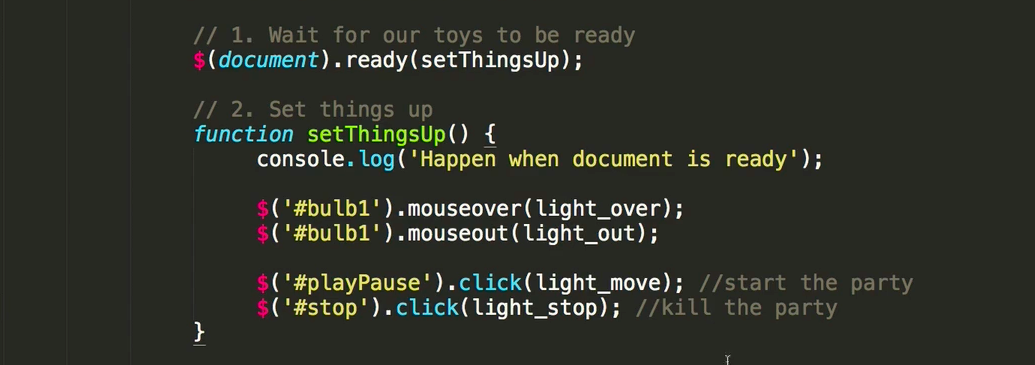 // 1. Wait for our toys to be ready
$(document).ready(setThingsUp);
// 2. Set things up
function setThingsUp() {
console.log('Happen when document is ready');
$('#bulb1').mouseover(light_over);
$('#bulb1').mouseout(light_out);
$('#playPause').click(light_move); //start the party
$('#stop').click(light_stop); //kill the party
}